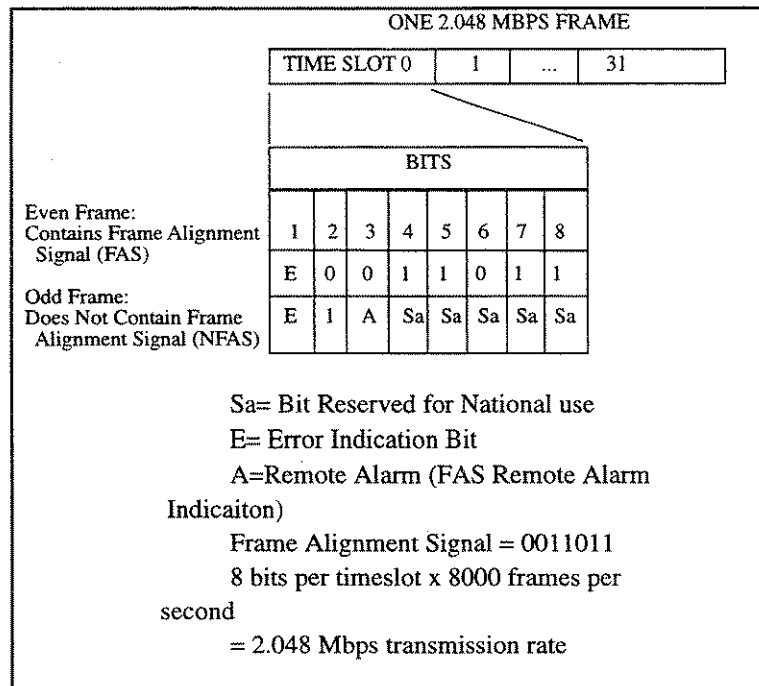 ONE 2.048 MBPS FRAME
TIME SLOT 0 1 ... 31
BITS
Even Frame:
Contains Frame Alignment
Signal (FAS)
1 2 3 4 5 6 7 8
E 0 0 1 1 0 1 1
Odd Frame:
Does Not Contain Frame
Alignment Signal (NFAS)
E 1 A Sa Sa Sa Sa Sa
Sa= Bit Reserved for National use
E= Error Indication Bit
A=Remote Alarm (FAS Remote Alarm
Indicaiton)
Frame Alignment Signal = 0011011
8 bits per timeslot x 8000 frames per
second
= 2.048 Mbps transmission rate